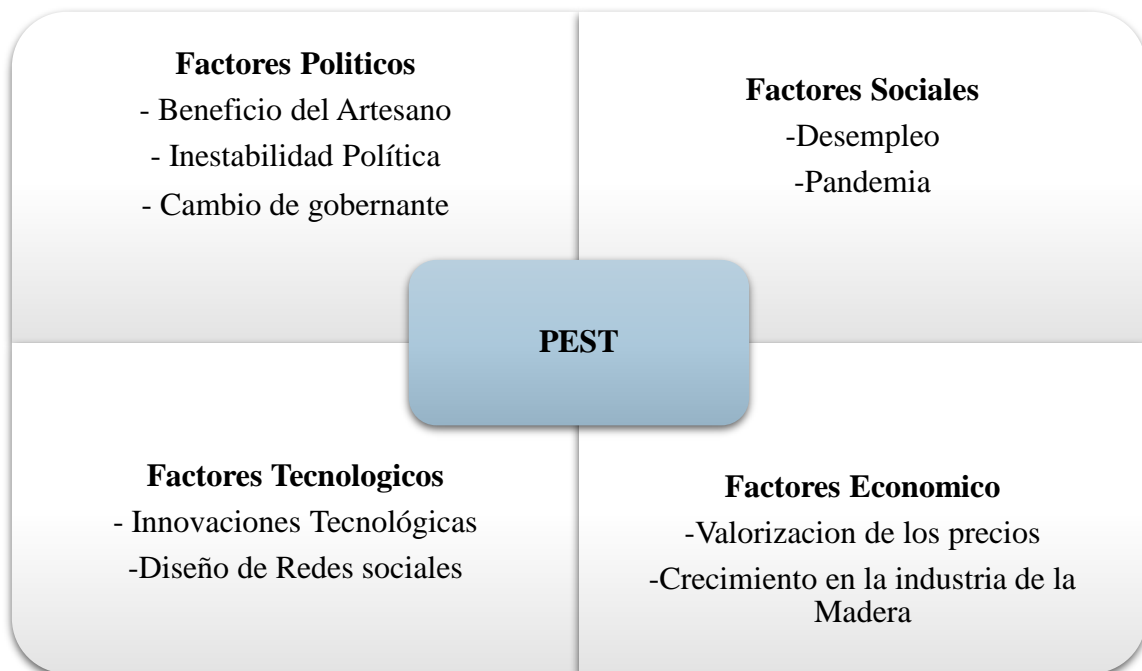 Factores Politicos
- Beneficio del Artesano
- Inestabilidad Política
- Cambio de gobernante
Factores Sociales
-Desempleo
-Pandemia
PEST
Factores Tecnologicos
- Innovaciones Tecnológicas
-Diseño de Redes sociales
Factores Economico
-Valorizacion de los precios
-Crecimiento en la industria de la
Madera